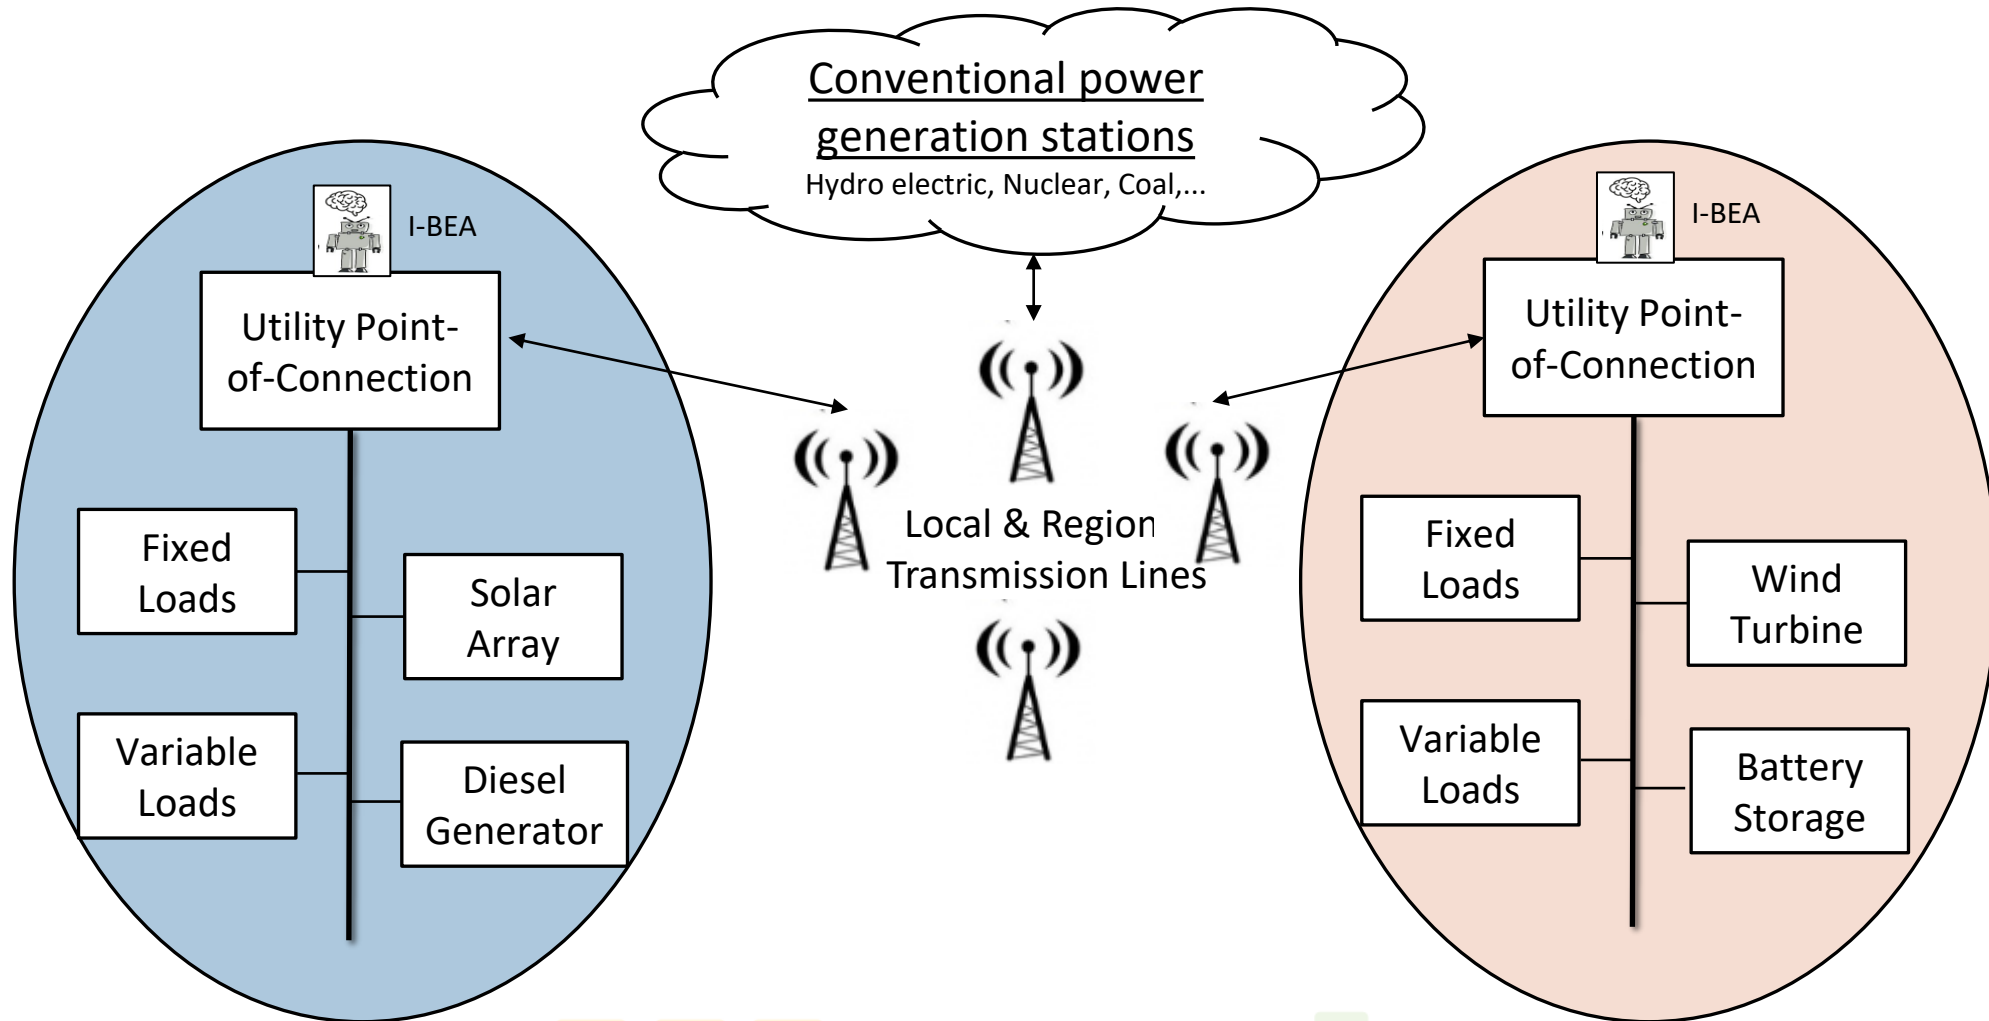 Conventional power
generation stations
Hydro electric, Nuclear, Coal,...
I-BEA
Utility Point-
of-Connection
Fixed
Loads
Solar
Array
Variable
Loads
Diesel
Generator
Local & Region
Transmission Lines
I-BEA
Utility Point-
of-Connection
Fixed
Loads
Wind
Turbine
Variable
Loads
Battery
Storage